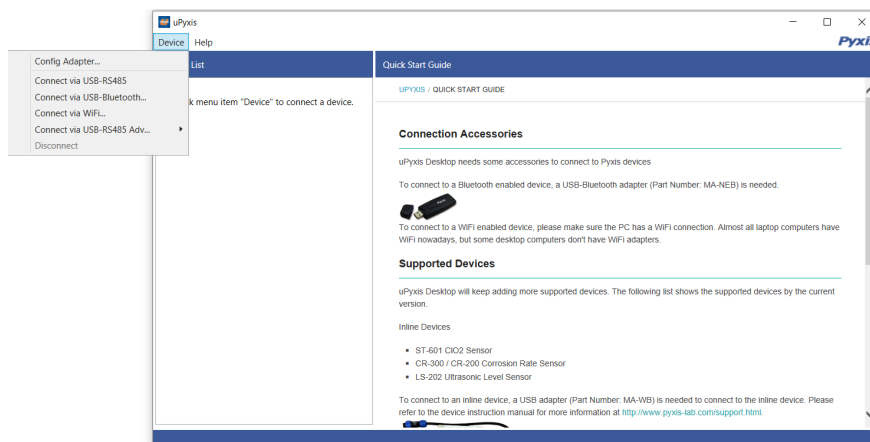 uPyxis
Device Help
Pyxis
Config Adapter...
Connect via USB-RS485
Connect via USB-Bluetooth...
Connect via WiFi...
Connect via USB-RS485 Adv...
Disconnect
List
k menu item "Device" to connect a device.
Quick Start Guide
UPYXIS / QUICK START GUIDE
Connection Accessories
uPyxis Desktop needs some accessories to connect to Pyxis devices
To connect to a Bluetooth enabled device, a USB-Bluetooth adapter (Part Number: MA-NEB) is needed.
To connect to a WiFi enabled device, please make sure the PC has a WiFi connection. Almost all laptop computers have
WiFi nowadays, but some desktop computers don't have WiFi adapters.
Supported Devices
uPyxis Desktop will keep adding more supported devices. The following list shows the supported devices by the current
version.
Inline Devices
ST-601 ClO2 Sensor
CR-300 / CR-200 Corrosion Rate Sensor
LS-202 Ultrasonic Level Sensor
To connect to an inline device, a USB adapter (Part Number: MA-WB) is needed to connect to the inline device. Please
refer to the device instruction manual for more information at http://www.pyxis-lab.com/support.html.